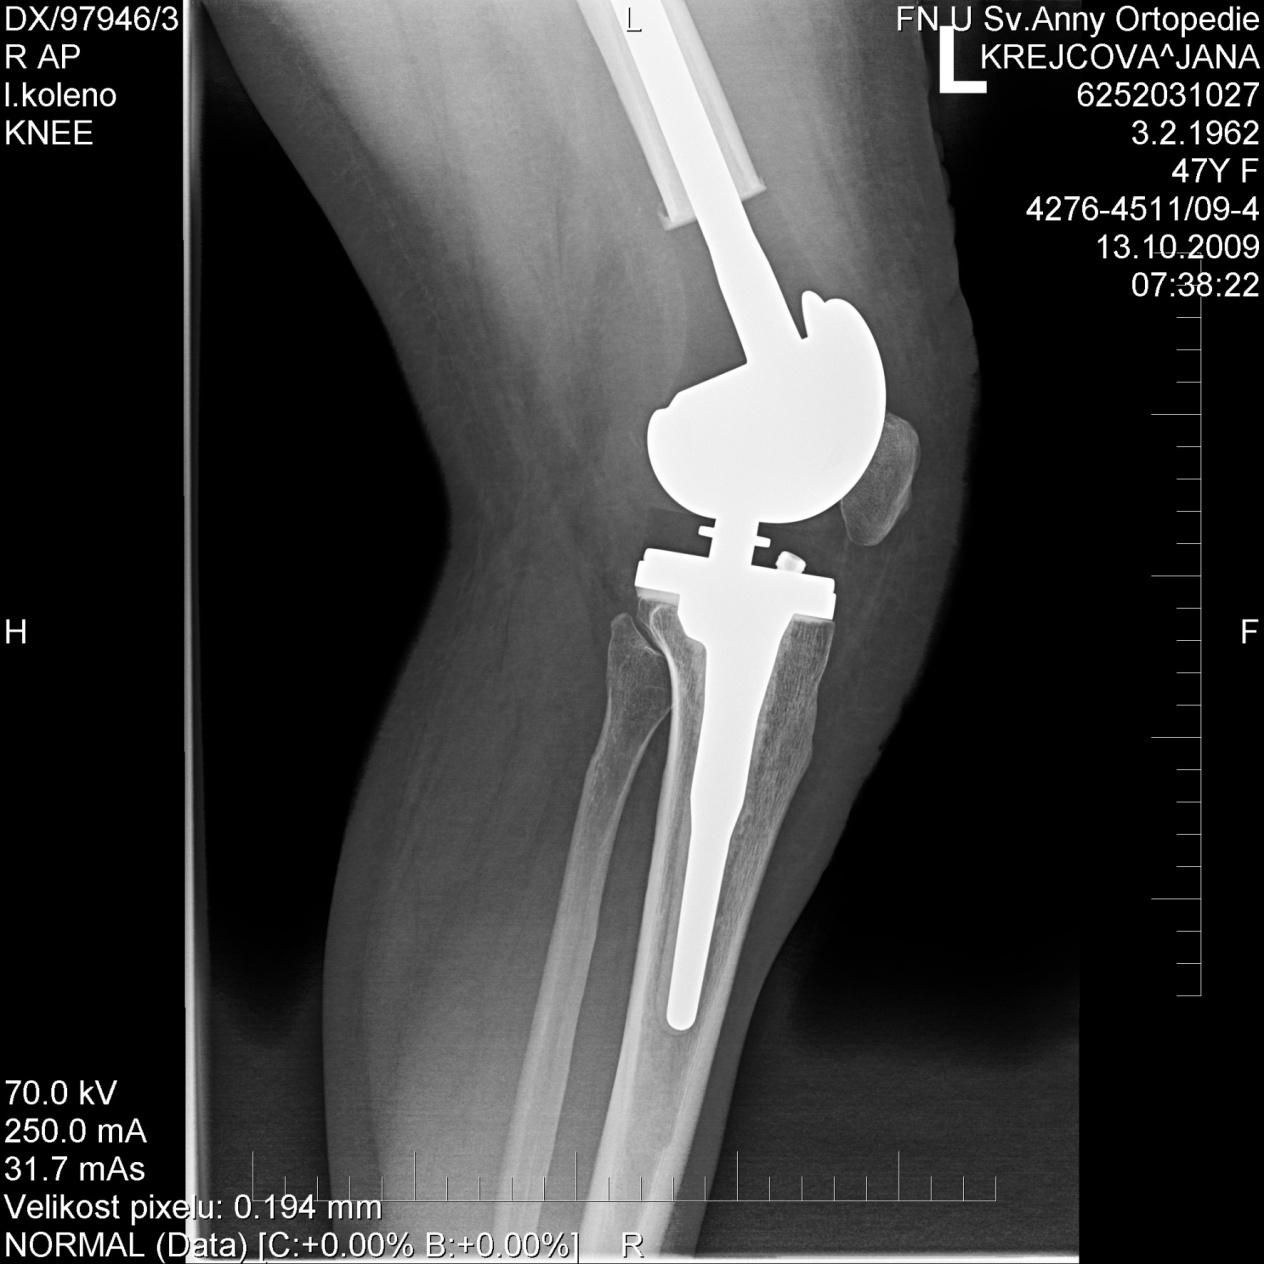 DX/97946/3
R AP
l.koleno
KNEE
L
FN U Sv.Anny Ortopedie
L
KREJCOVA^JANA
6252031027
3.2.1962
47Y F
4276-4511/09-4
13.10.2009
07:38:22
H
F
70.0 kV
250.0 mA
31.7 mAs
Velikost pixelu: 0.194 mm
NORMAL (Data) [C:+0.00% B:+0.00%]
R